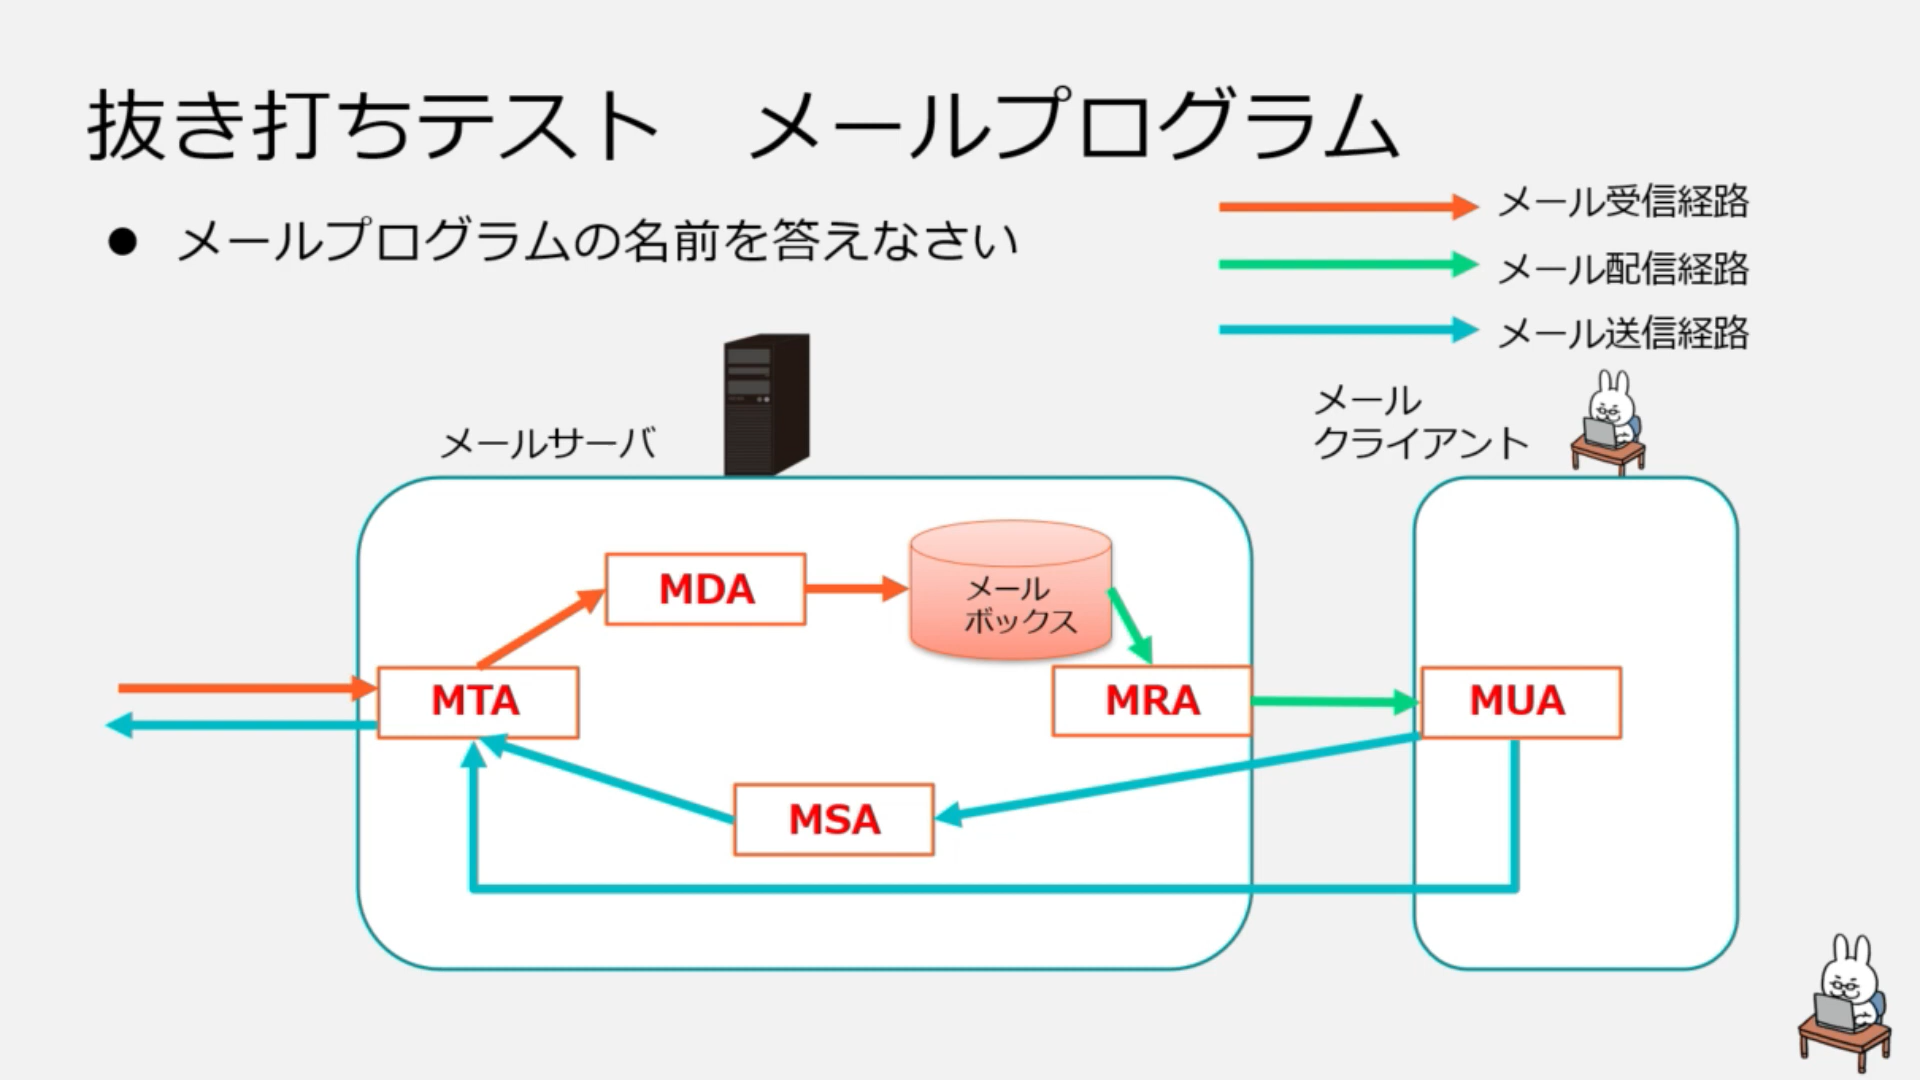 抜き打ちテスト　メールプログラム
● メールプログラムの名前を答えなさい
メール受信経路
メール配信経路
メール送信経路
メールサーバ
メール
クライアント
MDA
メール
ボックス
MTA
MRA
MUA
MSA